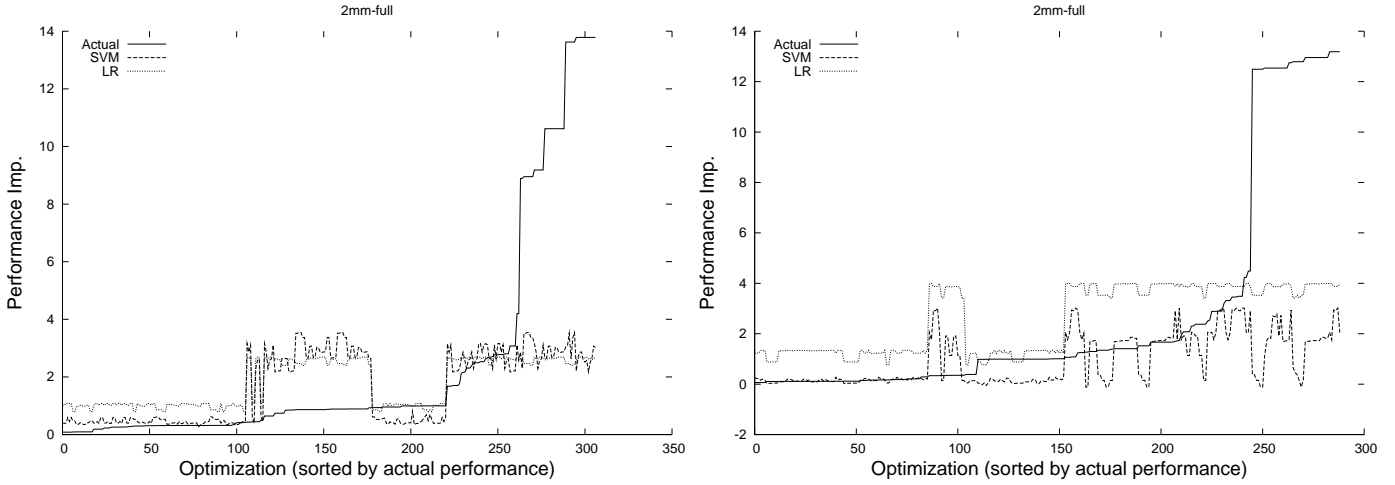 2mm-full
14
12
10
8
6
4
2
0
Performance Imp.
Actual
SVM
LR
0 50 100 150 200 250 300 350
Optimization (sorted by actual performance)
2mm-full
14
12
10
8
6
4
2
0
-2
Performance Imp.
Actual
SVM
LR
0 50 100 150 200 250 300
Optimization (sorted by actual performance)